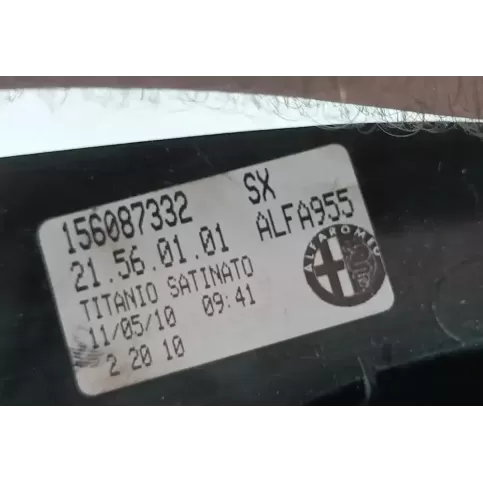 156087332 SX
21.56.01.01 ALFA955
TITANIO SATINATO
11/05/10 09:41
2 20 10
ALFA ROMEO